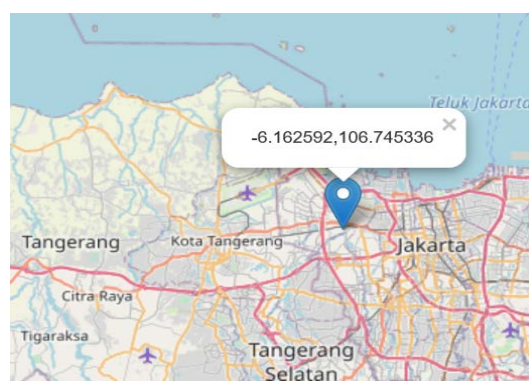 Teluk Jakarta
×
-6.162592,106.745336
Tangerang
Kota Tangerang
Jakarta
Citra Raya
Tigaraksa
Tangerang
Selatan